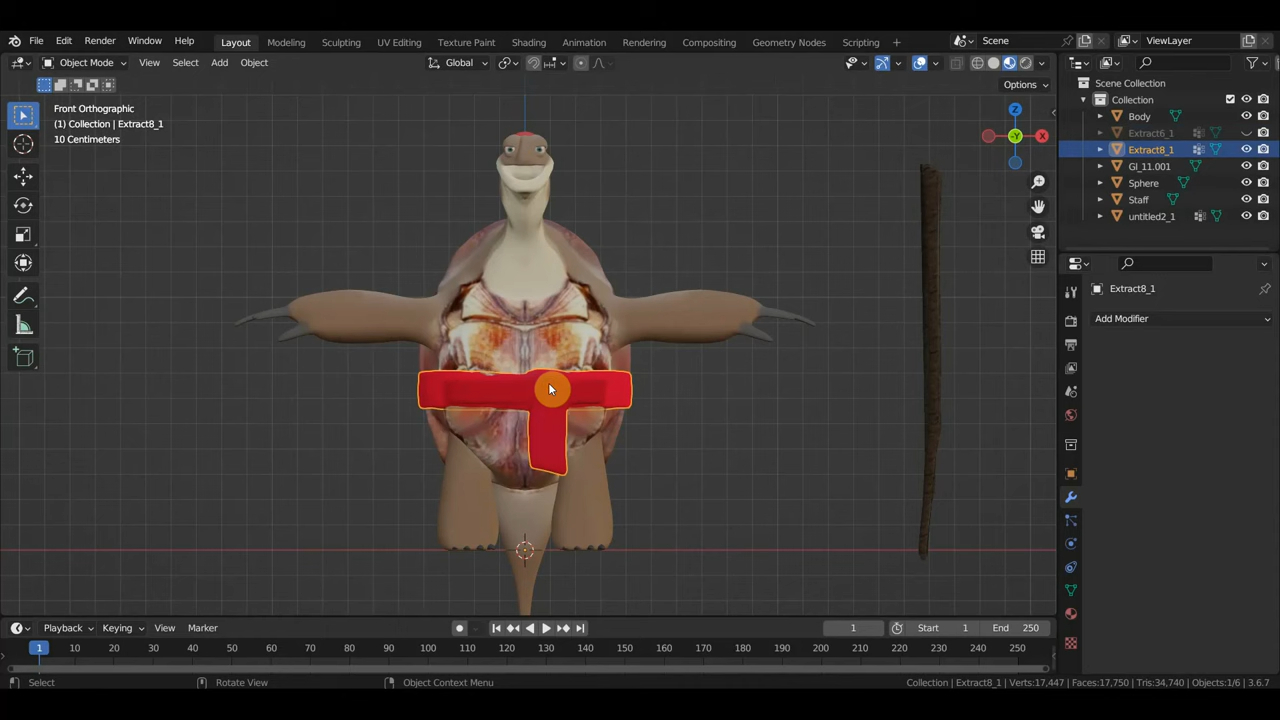 File Edit Render Window Help Layout Modeling Sculpting UV Editing Texture Paint Shading Animation Rendering Compositing Geometry Nodes Scripting Scene ViewLayer
Object Mode View Select Add Object Global
Options
Front Orthographic
(1) Collection | Extract8_1
10 Centimeters
Z
X
-Y
Scene Collection
Collection
Body
Extract6_1
Extract8_1
Gl_11.001
Sphere
Staff
untitled2_1
Extract8_1
Add Modifier
Playback Keying View Marker 1 Start 1 End 250
1 10 20 30 40 50 60 70 80 90 100 110 120 130 140 150 160 170 180 190 200 210 220 230 240 250
Select Rotate View Object Context Menu Collection | Extract8_1 | Verts:17,447 | Faces:17,750 | Tris:34,740 | Objects:1/6 | 3.6.7